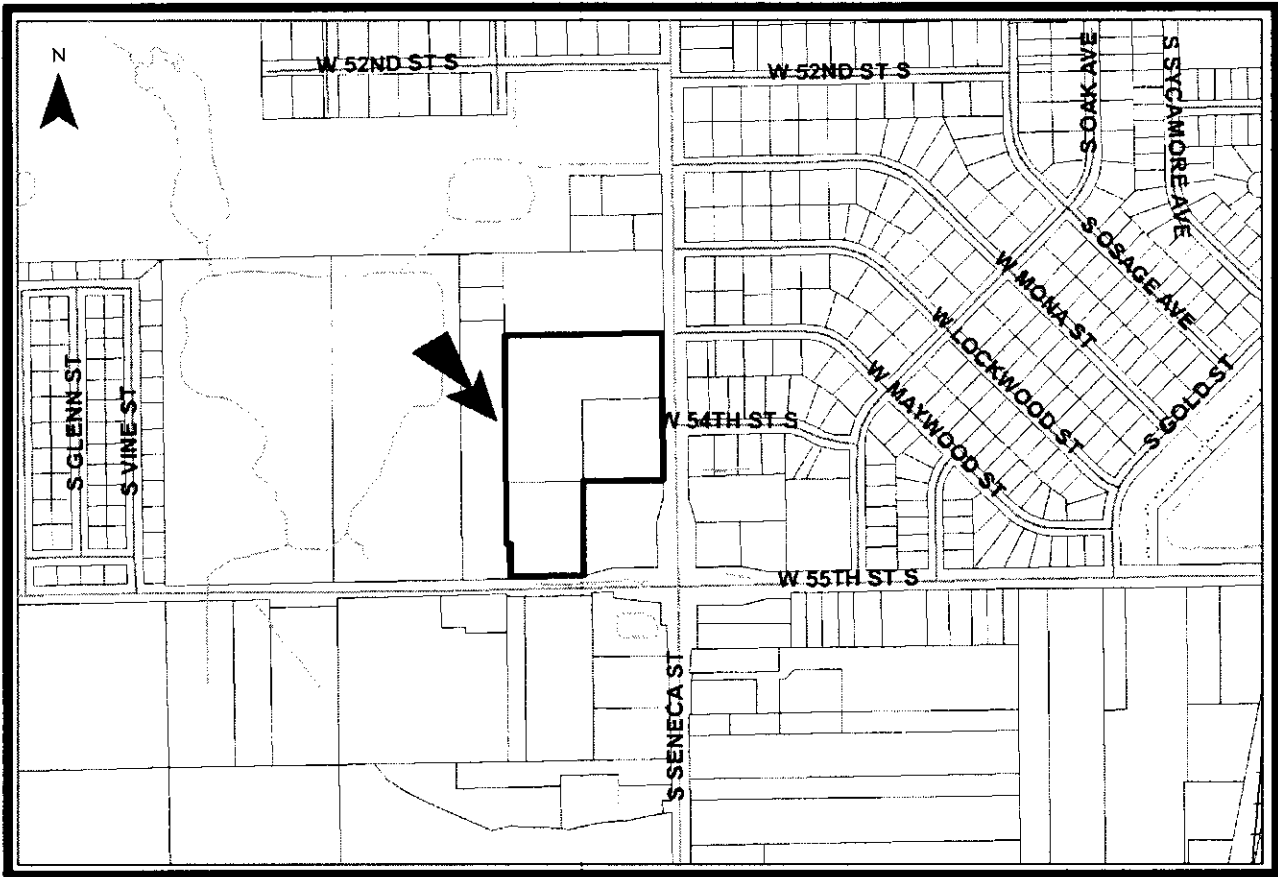 N
W 52ND ST S
W 52ND ST S
S OAK AVE
S SYCAMORE AVE
S OSAGE AVE
W MONA ST
W LOCKWOOD ST
W MAYWOOD ST
S GOLD ST
S GLENN ST
S VINE ST
W 54TH ST S
W 55TH ST S
S SENECA ST